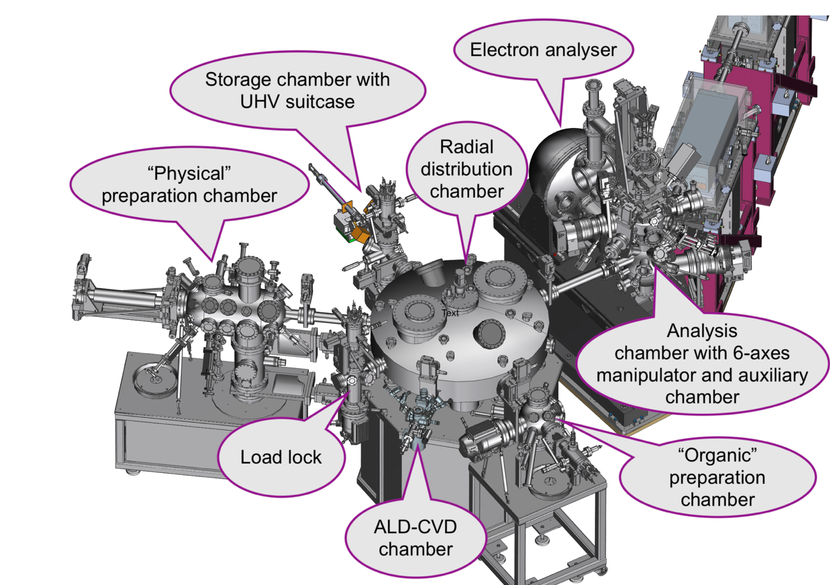 Electron analyser
Storage chamber with
UHV suitcase
Radial
distribution
chamber
“Physical”
preparation chamber
Text
Analysis
chamber with 6-axes
manipulator and auxiliary
chamber
Load lock
“Organic”
preparation
chamber
ALD-CVD
chamber